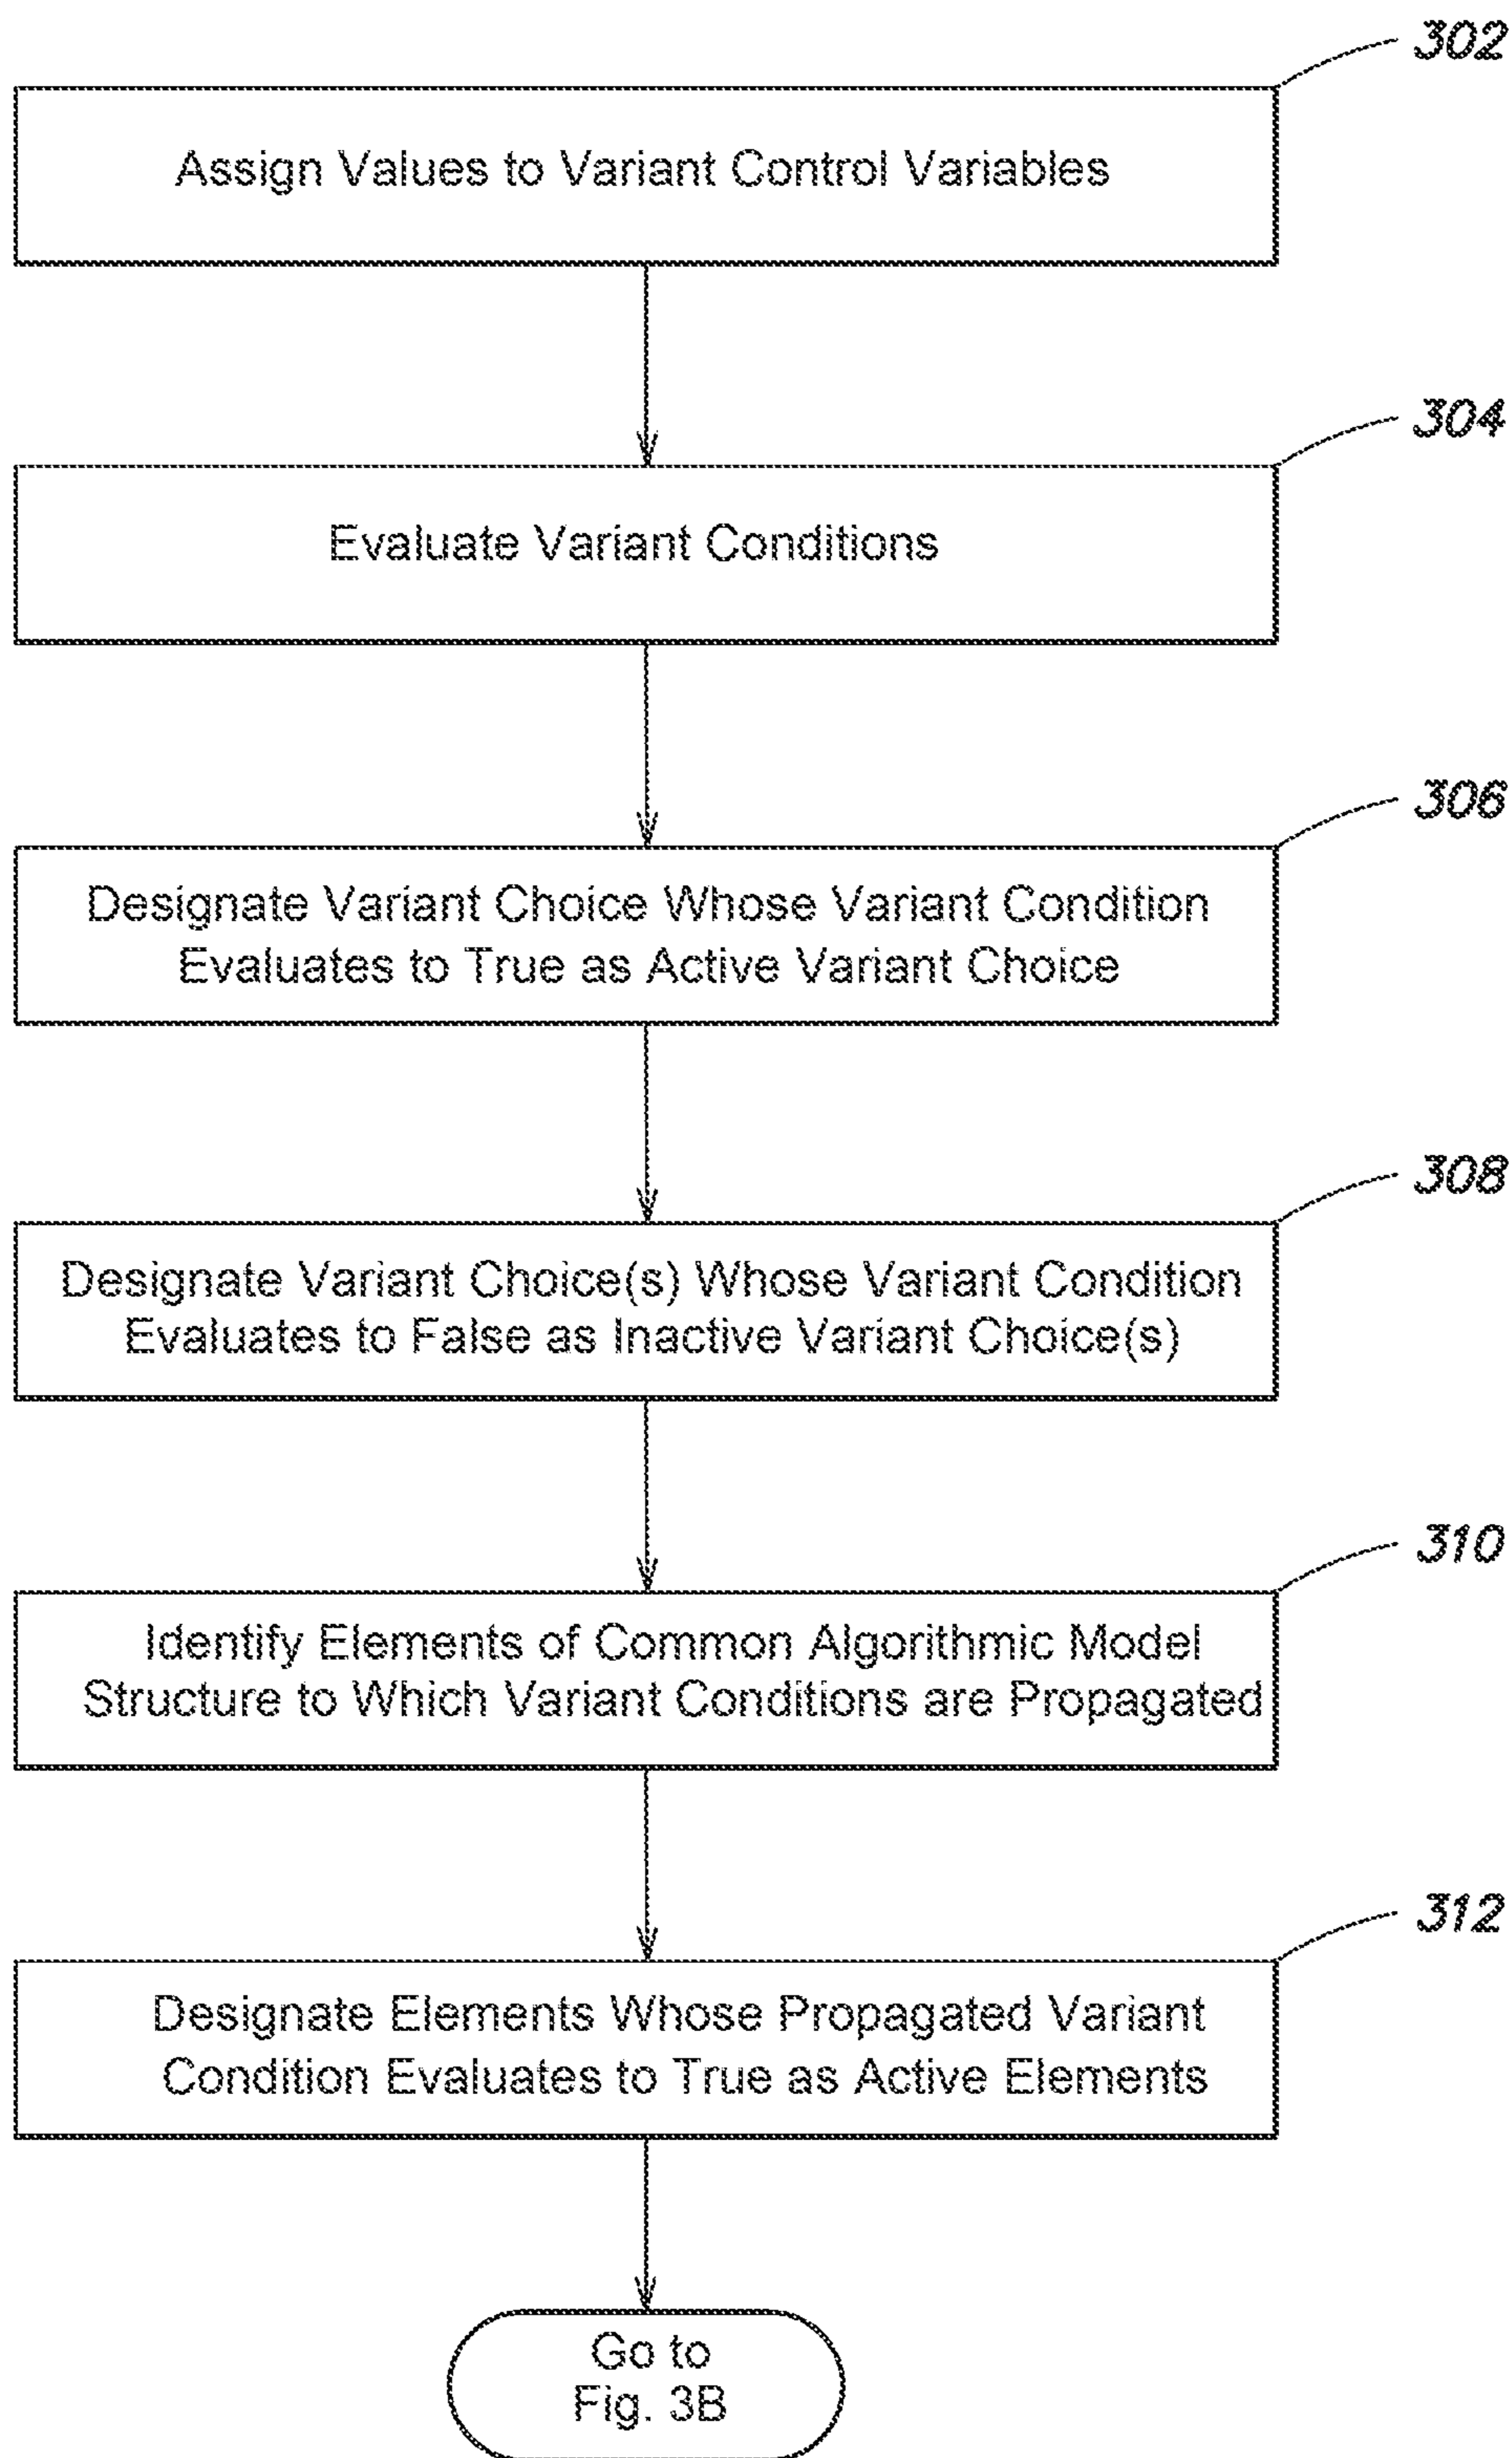 302
Assign Values to Variant Control Variables
304
Evaluate Variant Conditions
306
Designate Variant Choice Whose Variant Condition
Evaluates to True as Active Variant Choice
308
Designate Variant Choice(s) Whose Variant Condition
Evaluates to False as Inactive Variant Choice(s)
310
Identify Elements of Common Algorithmic Model
Structure to Which Variant Conditions are Propagated
312
Designate Elements Whose Propagated Variant
Condition Evaluates to True as Active Elements
Go to
Fig. 3B